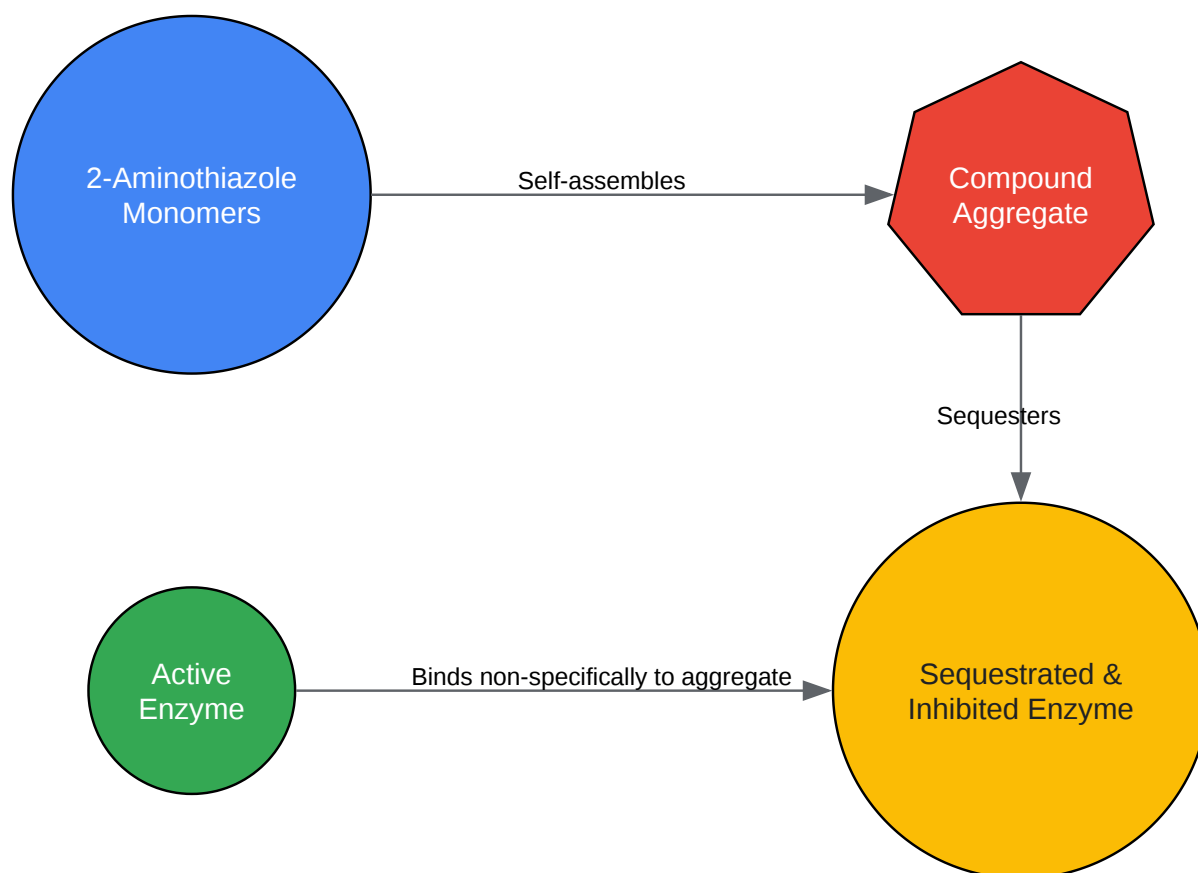 2-Aminothiazole
Monomers
Self-assembles
Compound
Aggregate
Sequesters
Active
Enzyme
Binds non-specifically to aggregate
Sequestrated &
Inhibited Enzyme